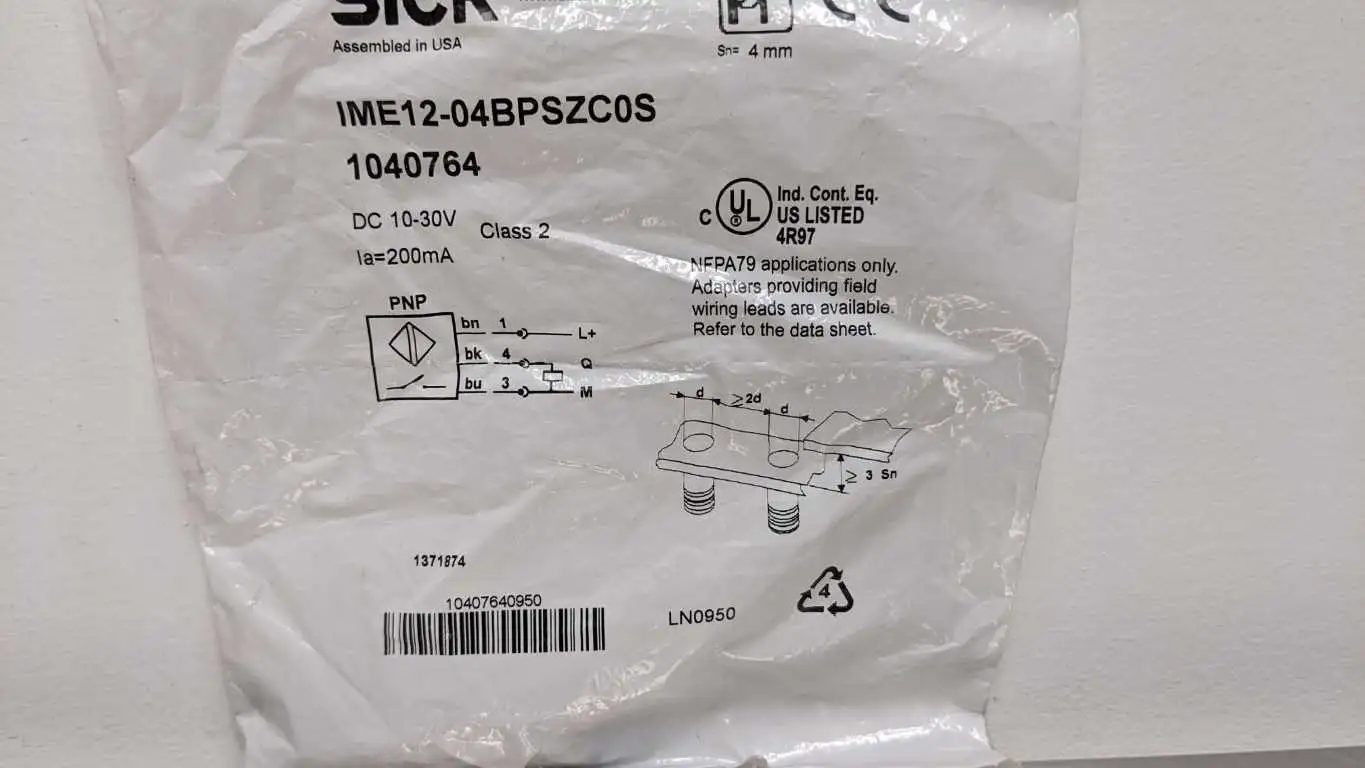 SICK
Assembled in USA
Sn= 4 mm
IME12-04BPSZC0S
1040764
DC 10-30V
Class 2
Ia=200mA
C UL ® Ind. Cont. Eq.
US LISTED
4R97
NFPA79 applications only.
Adapters providing field
wiring leads are available.
Refer to the data sheet.
PNP
bn 1 L+
bk 4 Q
bu 3 M
d ≥2d d
≥ 3 Sn
1371874
10407640950
LN0950
4